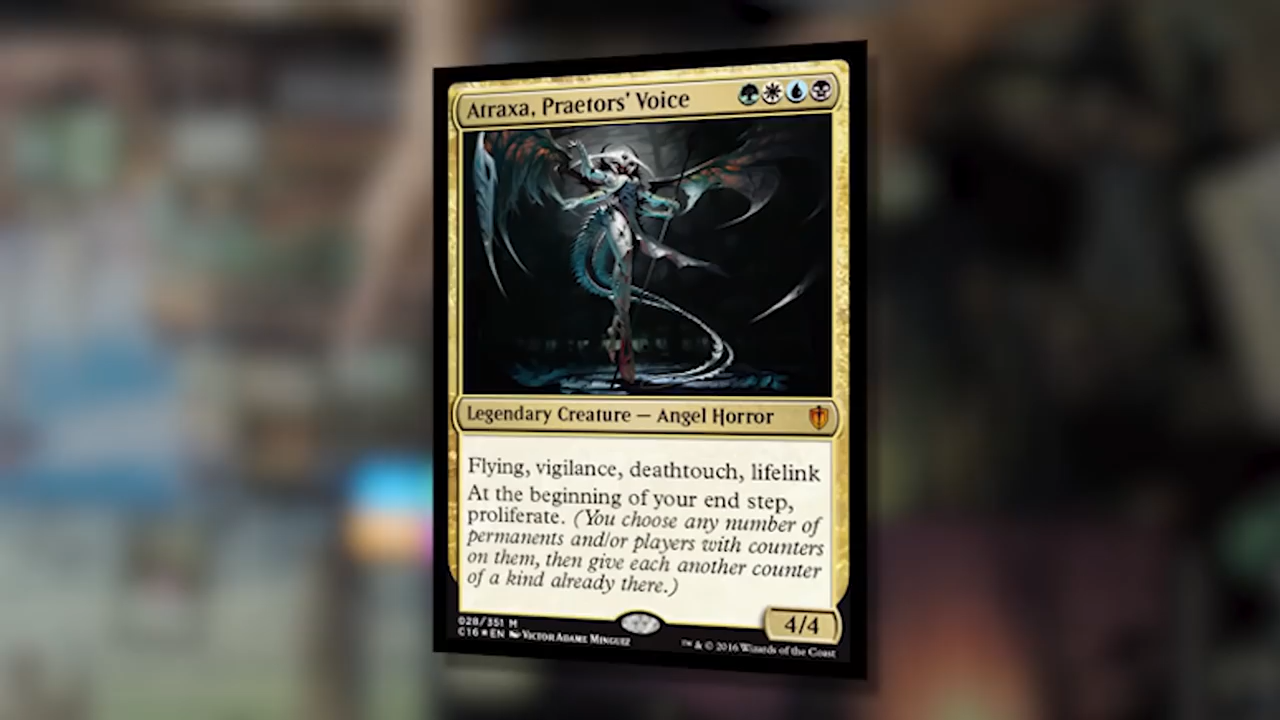 Atraxa, Praetors' Voice
Legendary Creature — Angel Horror
Flying, vigilance, deathtouch, lifelink
At the beginning of your end step,
proliferate. (You choose any number of
permanents and/or players with counters
on them, then give each another counter
of a kind already there.)
4/4
028/351 M
C16 ★ EN Victor Adame Minguez
™ & © 2016 Wizards of the Coast